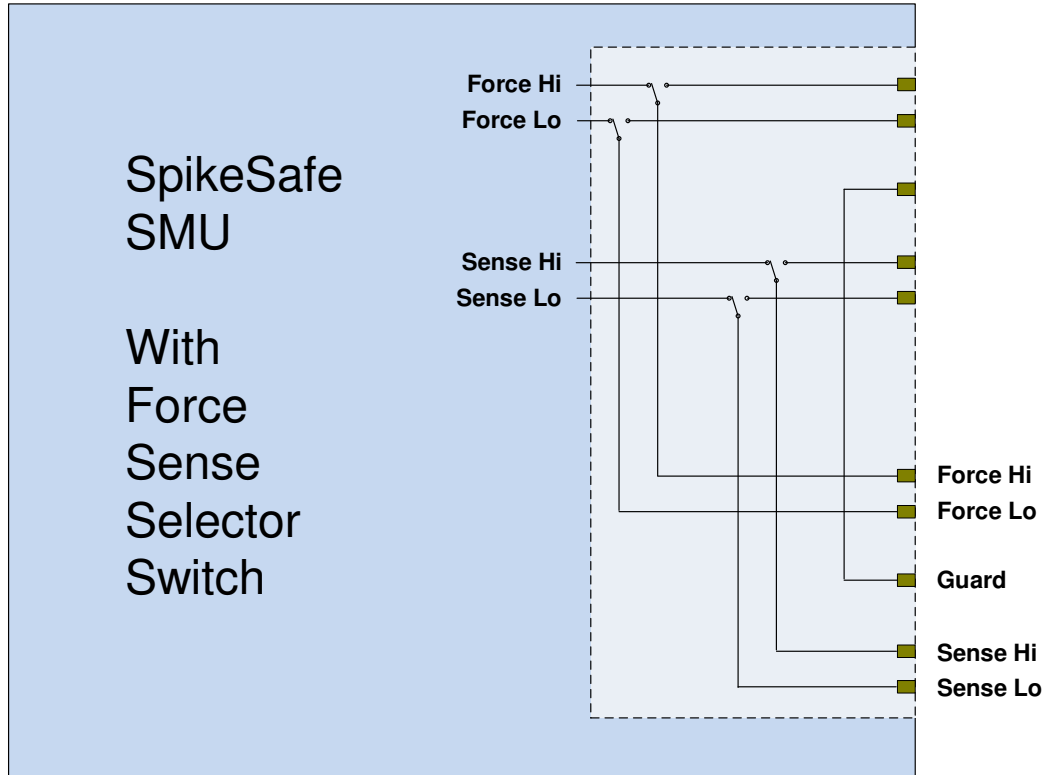 SpikeSafe
SMU
With
Force
Sense
Selector
Switch
Force Hi
Force Lo
Sense Hi
Sense Lo
Force Hi
Force Lo
Guard
Sense Hi
Sense Lo